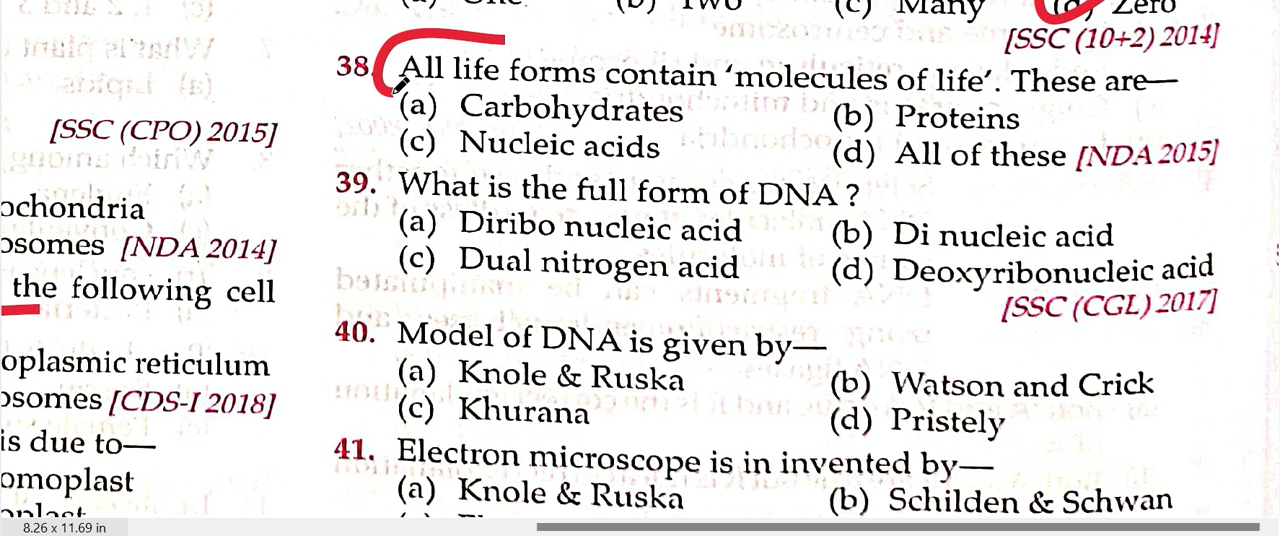 One (b) Two (c) Many (d) Zero
[SSC (10+2) 2014]
38. All life forms contain ‘molecules of life’. These are—
(a) Carbohydrates (b) Proteins
(c) Nucleic acids (d) All of these [NDA 2015]
39. What is the full form of DNA ?
(a) Diribo nucleic acid (b) Di nucleic acid
(c) Dual nitrogen acid (d) Deoxyribonucleic acid
[SSC (CGL) 2017]
40. Model of DNA is given by—
(a) Knole & Ruska (b) Watson and Crick
(c) Khurana (d) Pristely
41. Electron microscope is in invented by—
(a) Knole & Ruska (b) Schilden & Schwan
[SSC (CPO) 2015]
ochondria
osomes [NDA 2014]
the following cell
oplasmic reticulum
osomes [CDS-I 2018]
is due to—
omoplast
8.26 x 11.69 in